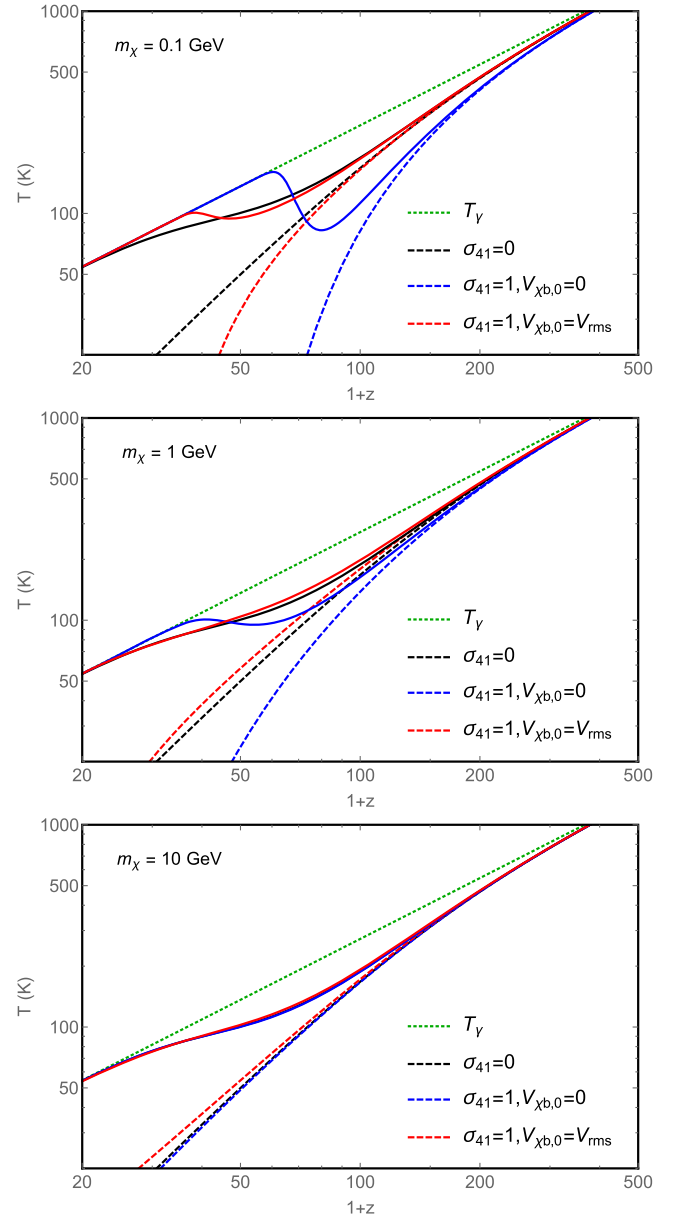 m_χ = 0.1 GeV
1000
500
100
50
T (K)
T_γ
σ_41=0
σ_41=1,V_χb,0=0
σ_41=1,V_χb,0=V_rms
20 50 100 200 500
1+z
m_χ = 1 GeV
1000
500
100
50
T (K)
T_γ
σ_41=0
σ_41=1,V_χb,0=0
σ_41=1,V_χb,0=V_rms
20 50 100 200 500
1+z
m_χ = 10 GeV
1000
500
100
50
T (K)
T_γ
σ_41=0
σ_41=1,V_χb,0=0
σ_41=1,V_χb,0=V_rms
20 50 100 200 500
1+z